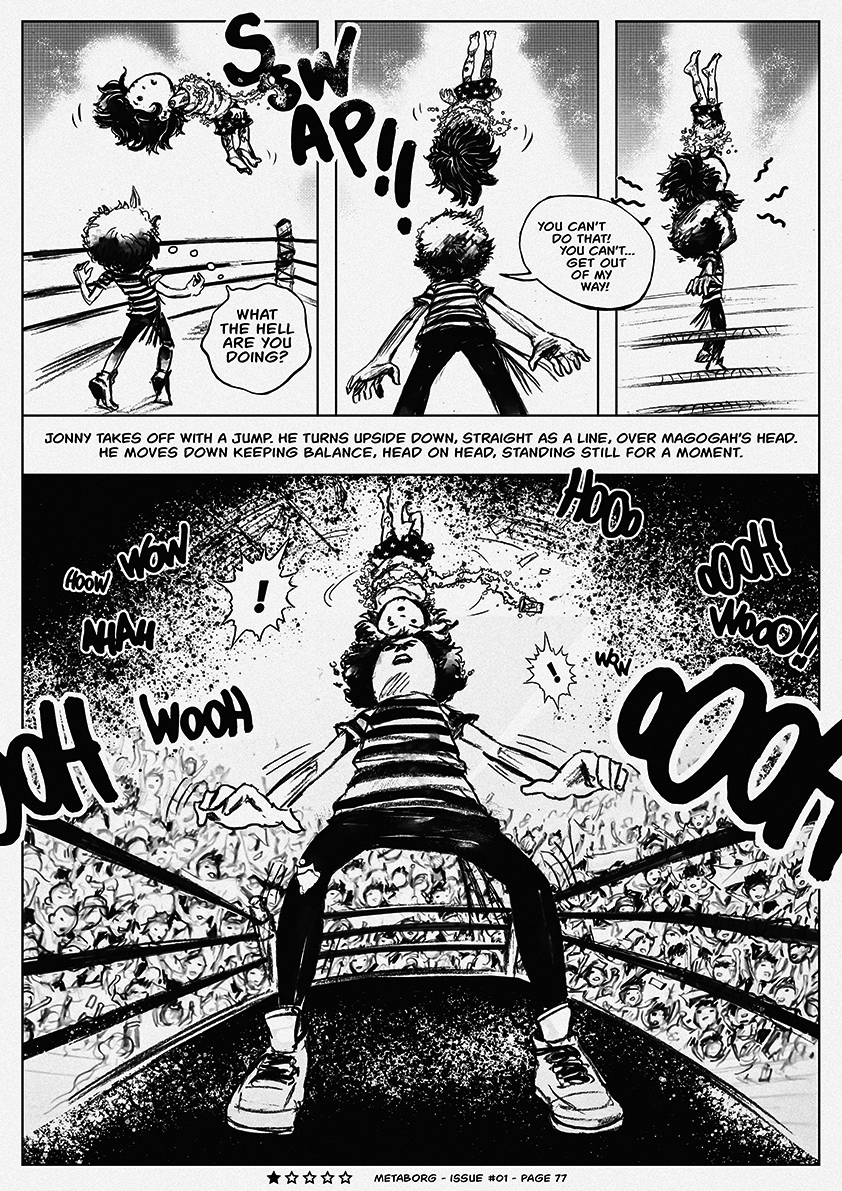 SSWAP!!
WHAT
THE HELL
ARE YOU
DOING?
YOU CAN'T
DO THAT!
YOU CAN'T...
GET OUT
OF MY
WAY!
JONNY TAKES OFF WITH A JUMP. HE TURNS UPSIDE DOWN, STRAIGHT AS A LINE, OVER MAGOGAH'S HEAD.
HE MOVES DOWN KEEPING BALANCE, HEAD ON HEAD, STANDING STILL FOR A MOMENT.
HOOO
HOOW
WOW
!
OOOH
AHAH
WOOO!!
!
WRW
WOOH
OOH
OOOH
METABORG - ISSUE #01 - PAGE 77